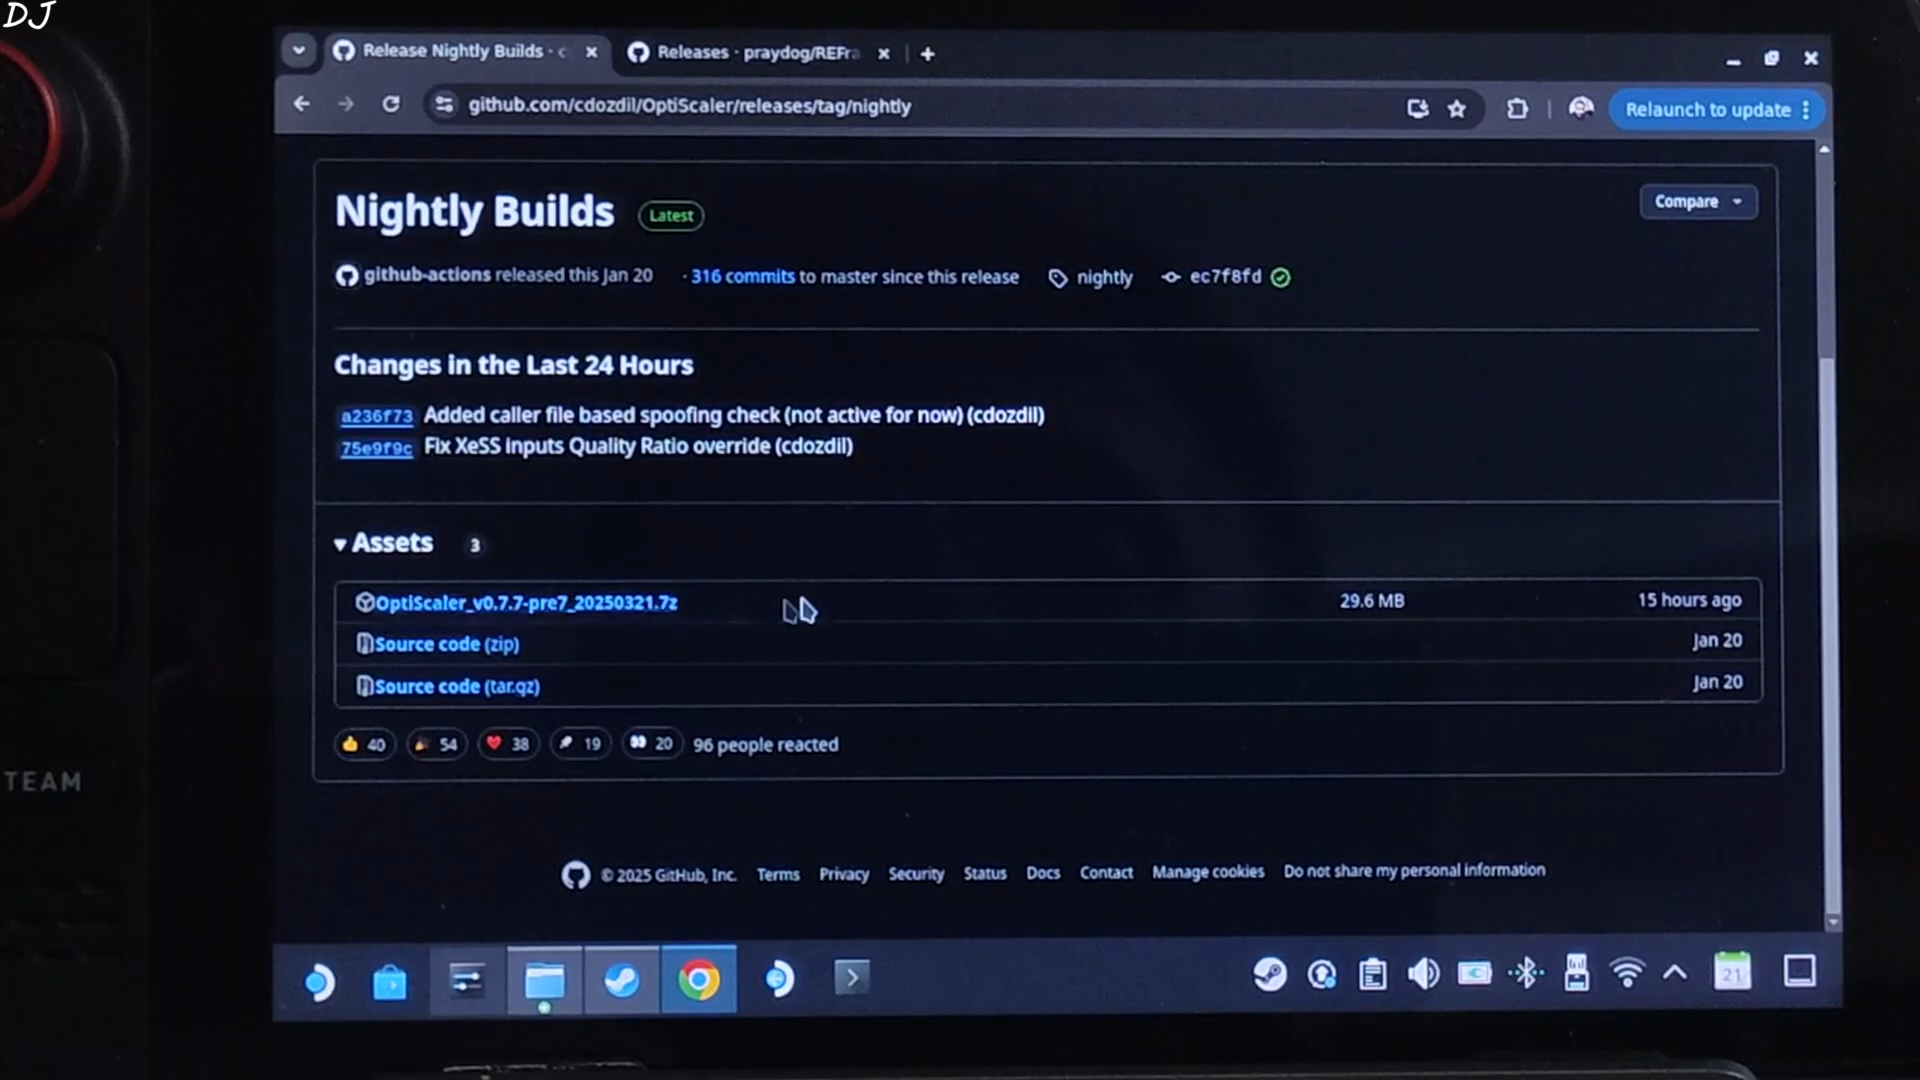 DJ
Release Nightly Builds · c
Releases · praydog/REFra
github.com/cdozdil/OptiScaler/releases/tag/nightly
Relaunch to update
Nightly Builds
Latest
Compare
github-actions released this Jan 20 · 316 commits to master since this release nightly ec7f8fd
Changes in the Last 24 Hours
a236f73 Added caller file based spoofing check (not active for now) (cdozdil)
75e9f9c Fix XeSS inputs Quality Ratio override (cdozdil)
Assets 3
OptiScaler_v0.7.7-pre7_20250321.7z 29.6 MB 15 hours ago
Source code (zip) Jan 20
Source code (tar.gz) Jan 20
40 54 38 19 20 96 people reacted
TEAM
© 2025 GitHub, Inc. Terms Privacy Security Status Docs Contact Manage cookies Do not share my personal information
21